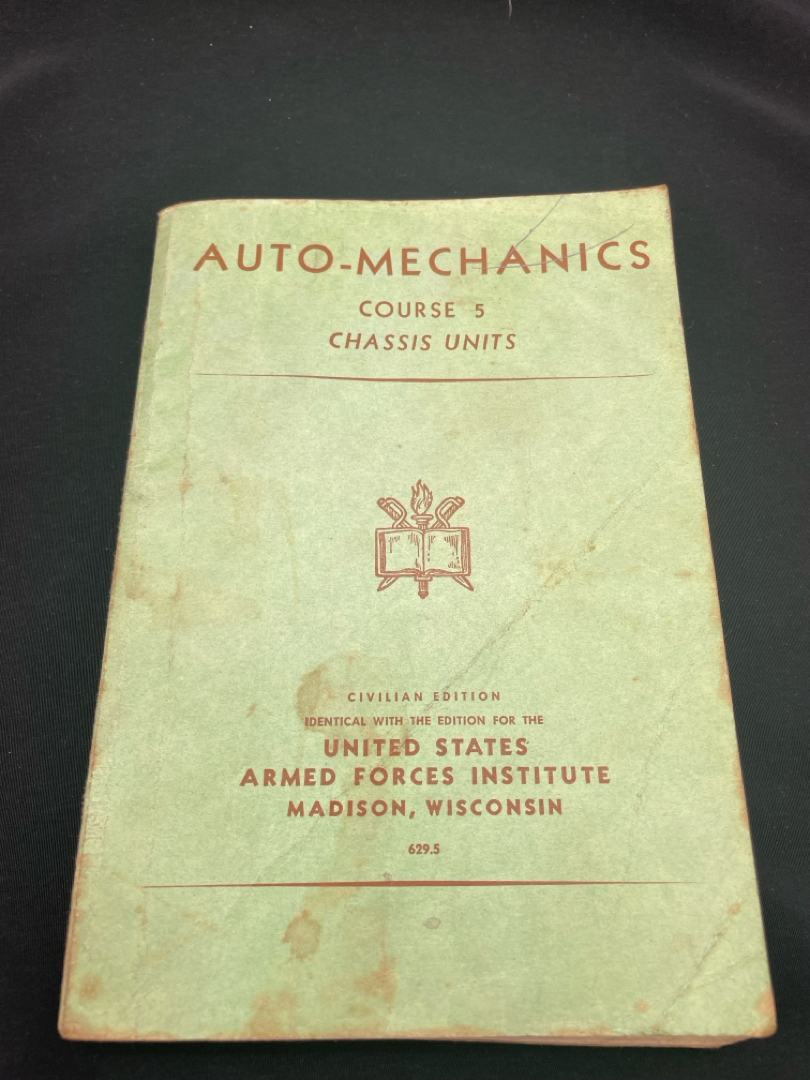 AUTO-MECHANICS
COURSE 5
CHASSIS UNITS
CIVILIAN EDITION
IDENTICAL WITH THE EDITION FOR THE
UNITED STATES
ARMED FORCES INSTITUTE
MADISON, WISCONSIN
629.5